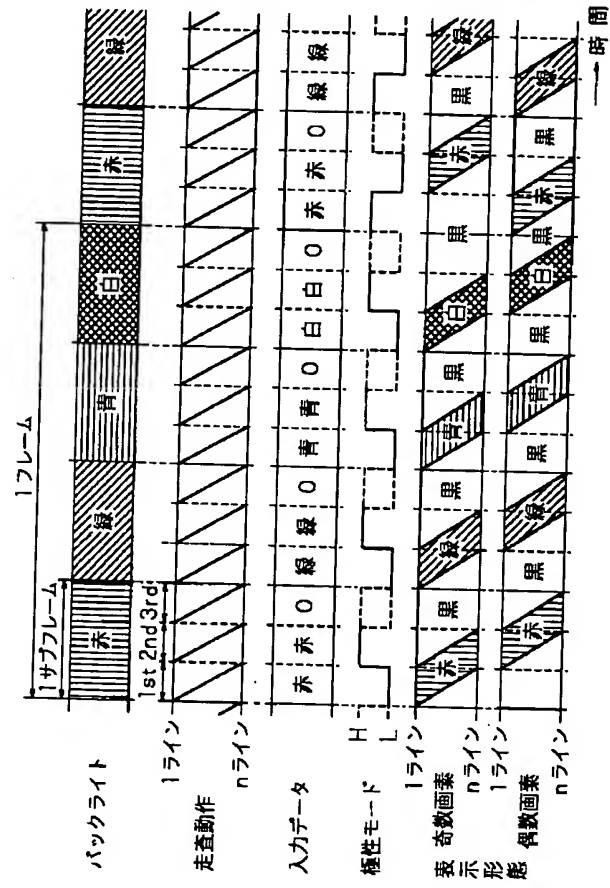 1フレーム
1サブフレーム
バックライト 赤 緑 青 白 赤 緑
1st 2nd 3rd
1ライン
走査動作
nライン
入力データ 赤 赤 0 緑 緑 0 青 青 0 白 白 0 赤 赤 0 緑 緑
極性モード H
L
1ライン
奇数画素 赤 黒 緑 黒 青 黒 白 黒 赤 黒 緑
nライン
表示形態
1ライン
偶数画素 赤 黒 緑 黒 青 黒 白 黒 赤 黒 緑
nライン
→時間